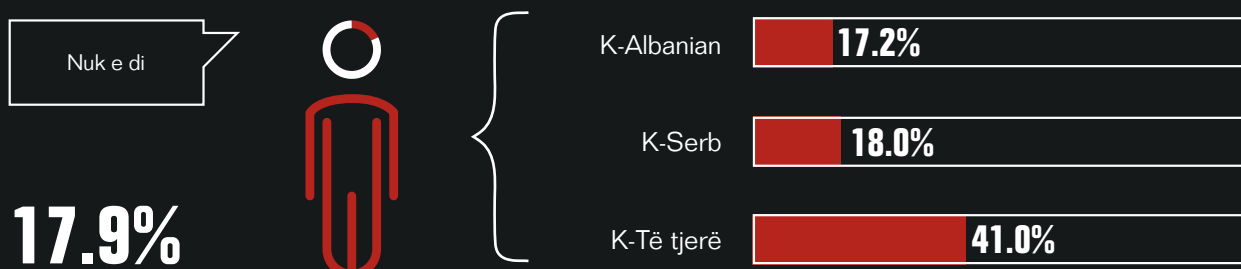 Nuk e di
17.9%
K-Albanian
17.2%
K-Serb
18.0%
K-Të tjerë
41.0%